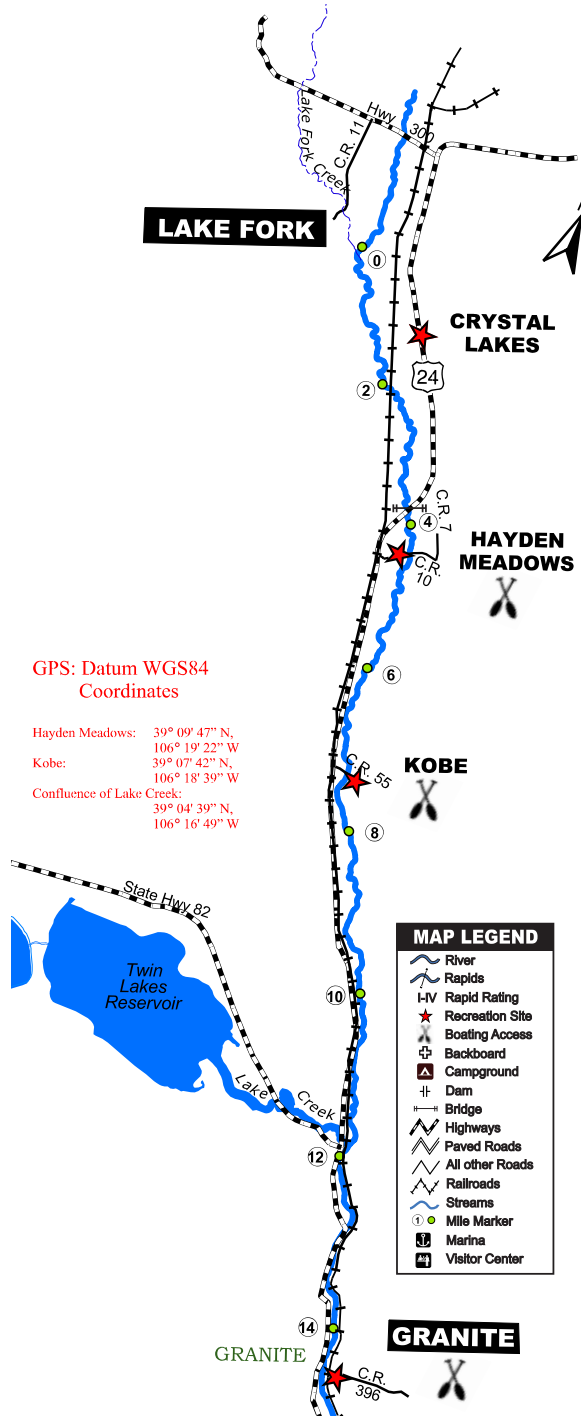 Lake Fork Creek
Hwy 300
C.R. 11
LAKE FORK
0
CRYSTAL
LAKES
24
2
C.R. 7
4
HAYDEN
MEADOWS
C.R.
10
GPS: Datum WGS84
Coordinates
Hayden Meadows: 39° 09' 47” N,
106° 19' 22” W
Kobe: 39° 07' 42” N,
106° 18' 39” W
Confluence of Lake Creek:
39° 04' 39” N,
106° 16' 49” W
6
C.R. 55
KOBE
8
State Hwy 82
Twin
Lakes
Reservoir
10
Lake Creek
12
MAP LEGEND
River
Rapids
I-IV Rapid Rating
Recreation Site
Boating Access
Backboard
Campground
Dam
Bridge
Highways
Paved Roads
All other Roads
Railroads
Streams
1 Mile Marker
Marina
Visitor Center
14
GRANITE
GRANITE
C.R.
396